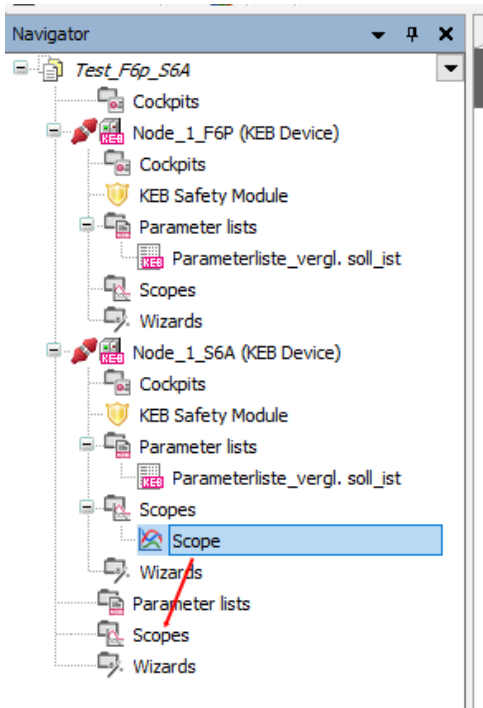 Navigator
Test_F6p_S6A
Cockpits
Node_1_F6P (KEB Device)
Cockpits
KEB Safety Module
Parameter lists
Parameterliste_vergl. soll_ist
Scopes
Wizards
Node_1_S6A (KEB Device)
Cockpits
KEB Safety Module
Parameter lists
Parameterliste_vergl. soll_ist
Scopes
Scope
Wizards
Parameter lists
Scopes
Wizards